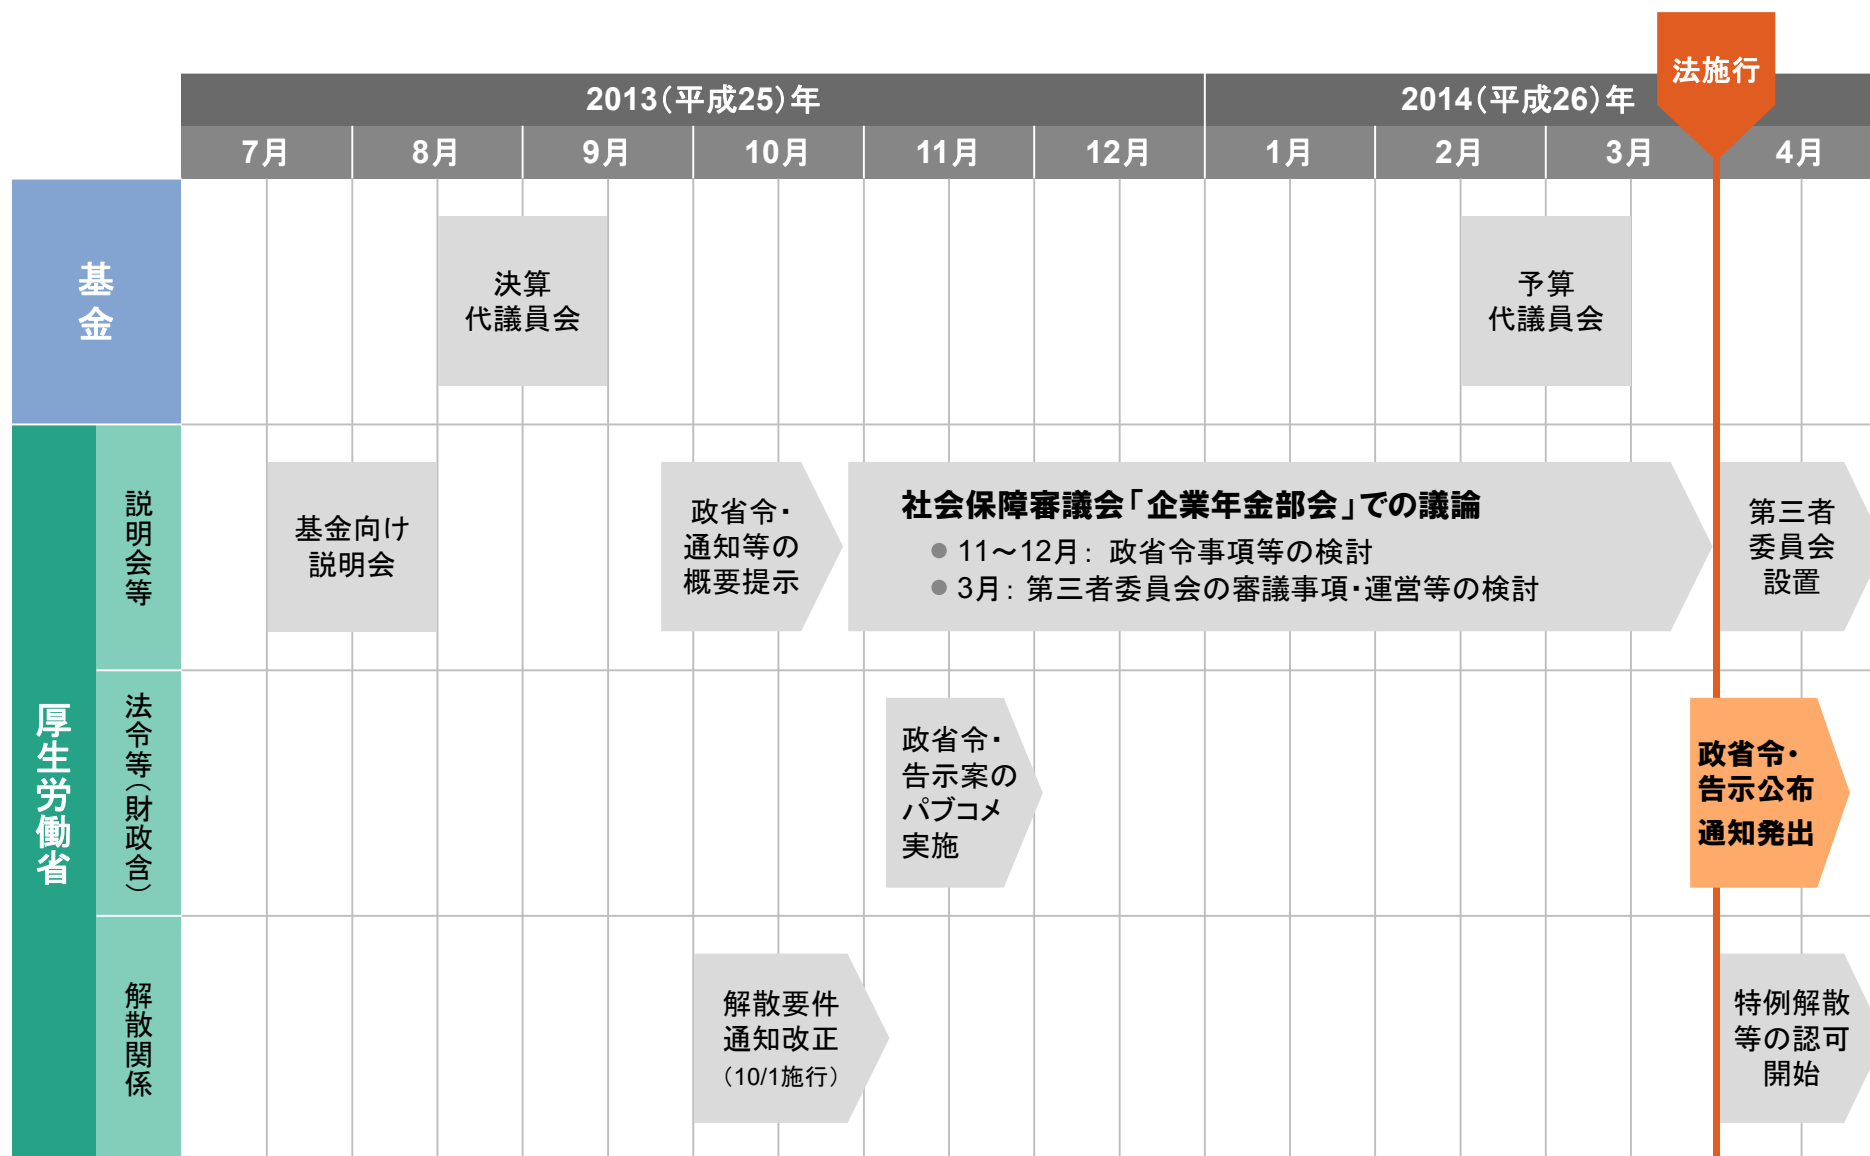 法施行
2013（平成25）年
2014（平成26）年
7月
8月
9月
10月
11月
12月
1月
2月
3月
4月
基金
決算
代議員会
予算
代議員会
厚生労働省
説明会等
基金向け
説明会
政省令・
通知等の
概要提示
社会保障審議会「企業年金部会」での議論
● 11～12月： 政省令事項等の検討
● 3月： 第三者委員会の審議事項・運営等の検討
第三者
委員会
設置
法令等（財政含）
政省令・
告示案の
パブコメ
実施
政省令・
告示公布
通知発出
解散関係
解散要件
通知改正
（10/1施行）
特例解散
等の認可
開始